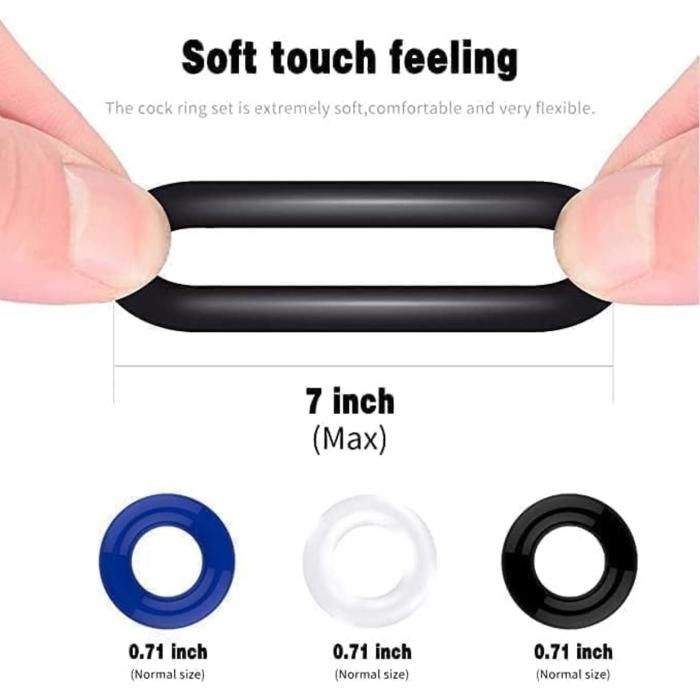 Soft touch feeling
The cock ring set is extremely soft,comfortable and very flexible.
7 inch
(Max)
0.71 inch 0.71 inch 0.71 inch
(Normal size) (Normal size) (Normal size)